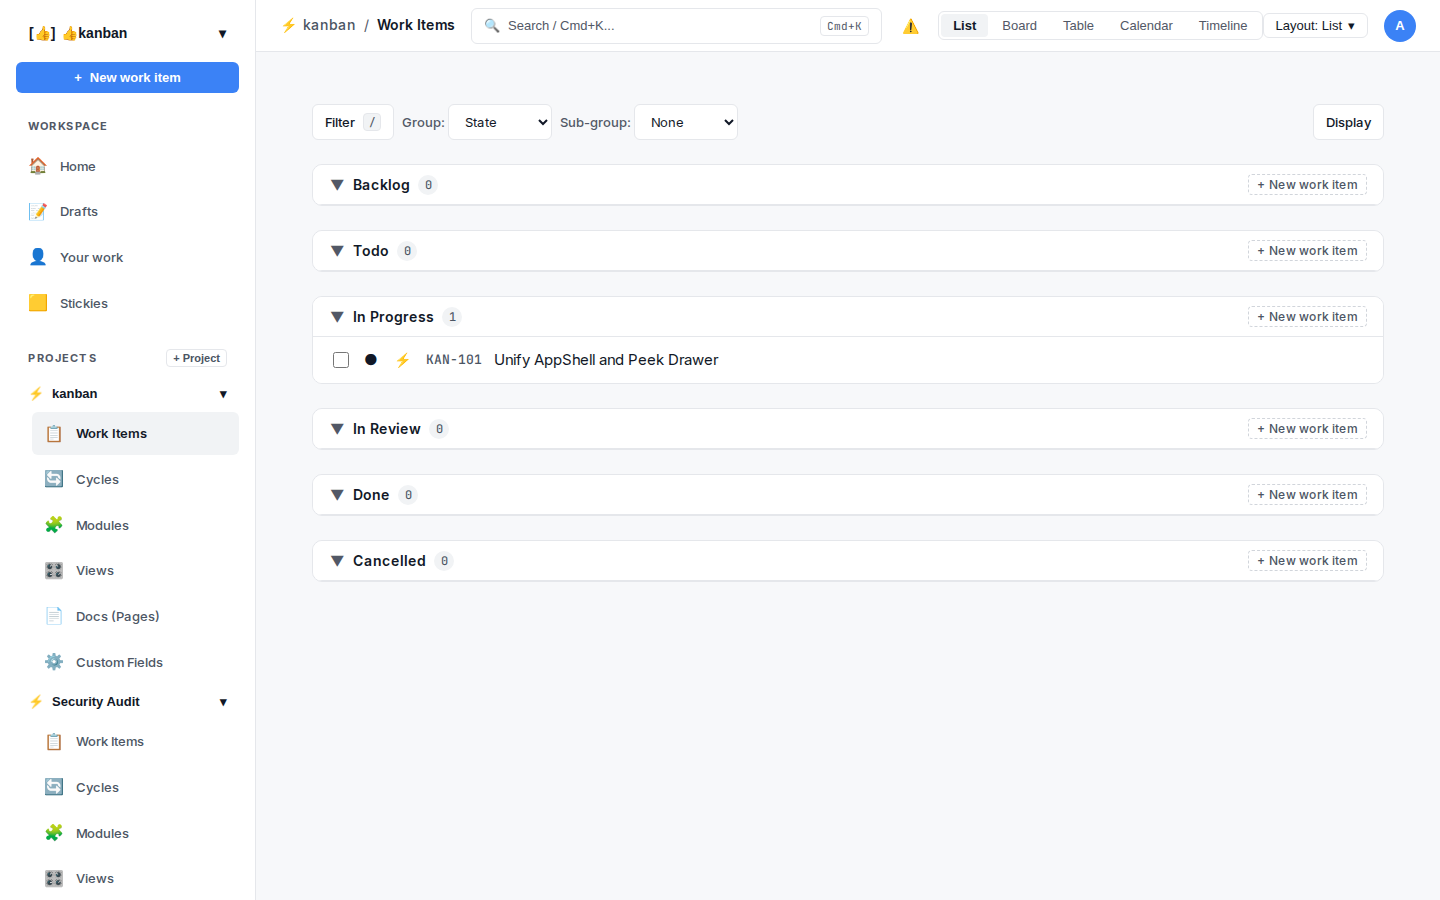 [👍] 👍kanban ▼
+ New work item
WORKSPACE
🏠 Home
📝 Drafts
👤 Your work
🟨 Stickies
PROJECTS + Project
⚡ kanban ▼
📋 Work Items
🔄 Cycles
🧩 Modules
🎛️ Views
📄 Docs (Pages)
⚙️ Custom Fields
⚡ Security Audit ▼
📋 Work Items
🔄 Cycles
🧩 Modules
🎛️ Views
⚡ kanban / Work Items
🔍 Search / Cmd+K... Cmd+K
⚠️
List Board Table Calendar Timeline
Layout: List ▼
A
Filter / Group: State Sub-group: None Display
▼ Backlog 0 + New work item
▼ Todo 0 + New work item
▼ In Progress 1 + New work item
● ⚡ KAN-101 Unify AppShell and Peek Drawer
▼ In Review 0 + New work item
▼ Done 0 + New work item
▼ Cancelled 0 + New work item